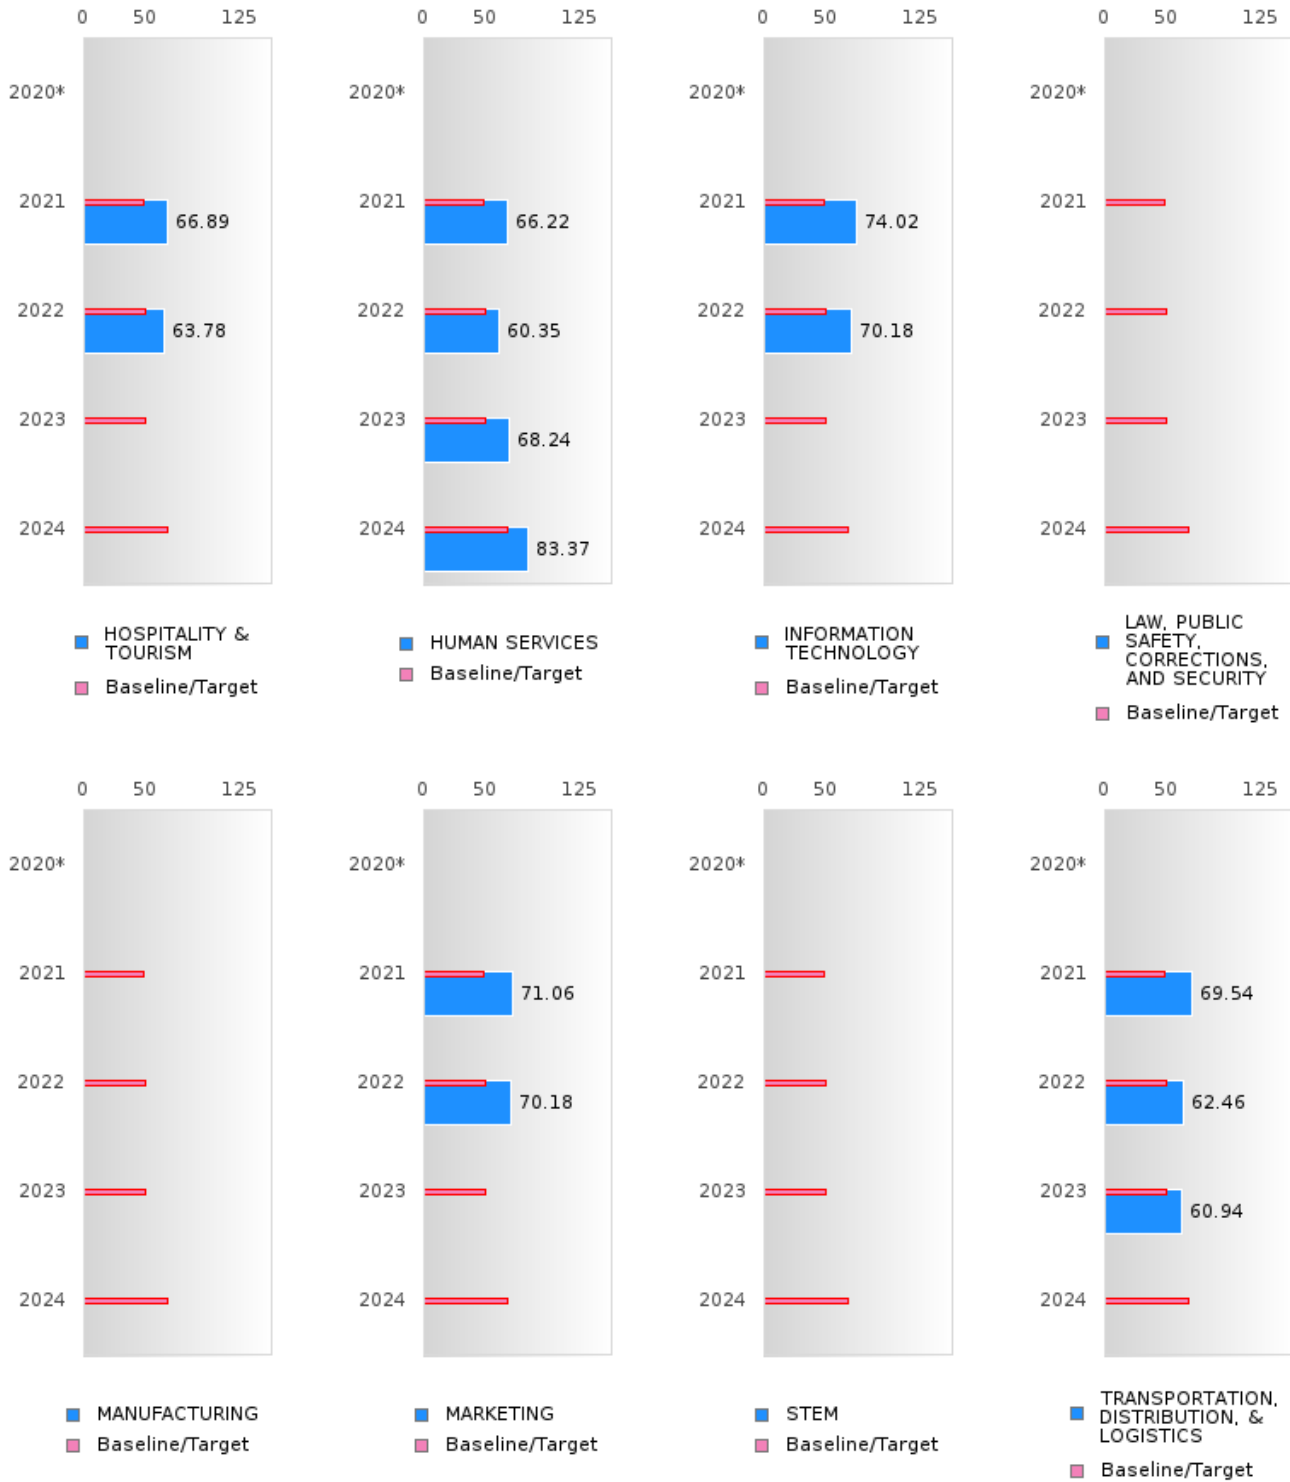 0 50 125 0 50 125 0 50 125 0 50 125
2020* 2020* 2020* 2020*
2021 66.89 2021 66.22 2021 74.02 2021
2022 63.78 2022 60.35 2022 70.18 2022
2023 2023 68.24 2023 2023
2024 2024 83.37 2024 2024
HOSPITALITY &
TOURISM
Baseline/Target
HUMAN SERVICES
Baseline/Target
INFORMATION
TECHNOLOGY
Baseline/Target
LAW, PUBLIC
SAFETY,
CORRECTIONS,
AND SECURITY
Baseline/Target
0 50 125 0 50 125 0 50 125 0 50 125
2020* 2020* 2020* 2020*
2021 2021 71.06 2021 2021 69.54
2022 2022 70.18 2022 2022 62.46
2023 2023 2023 2023 60.94
2024 2024 2024 2024
MANUFACTURING
Baseline/Target
MARKETING
Baseline/Target
STEM
Baseline/Target
TRANSPORTATION,
DISTRIBUTION, &
LOGISTICS
Baseline/Target